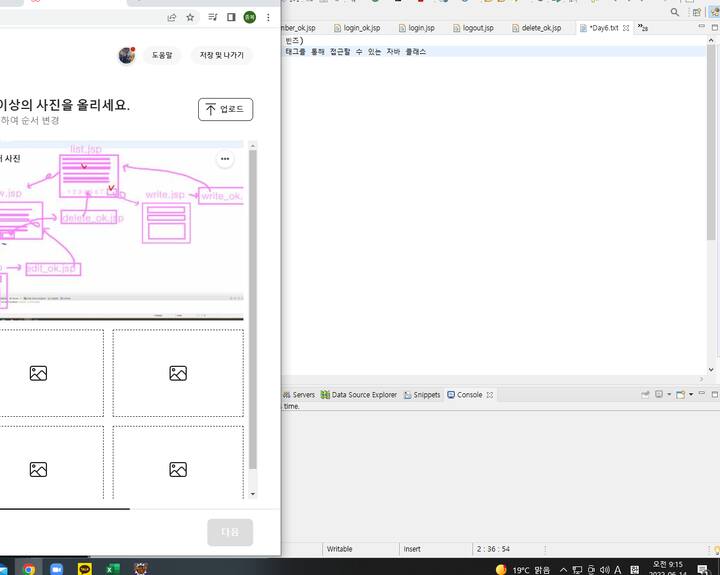 종복
도움말
저장 및 나가기
이상의 사진을 올리세요.
하여 순서 변경
업로드
사진
list.jsp
w.jsp
write.jsp
write_ok.
delete_ok.jsp
edit_ok.jsp
다음
mber_ok.jsp
login_ok.jsp
login.jsp
logout.jsp
delete_ok.jsp
*Day6.txt
28
빈즈)
태그를 통해 접근할 수 있는 자바 클래스
Servers
Data Source Explorer
Snippets
Console
time.
Writable
Insert
2 : 36 : 54
TALK
19°C 맑음
A
오전 9:15